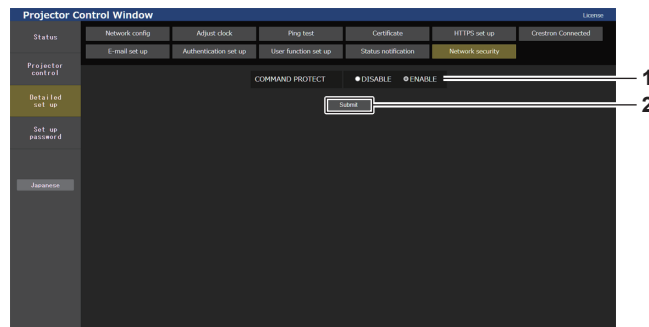 Projector Control Window
License
Status
Network config
Adjust clock
Ping test
Certificate
HTTPS set up
Crestron Connected
E-mail set up
Authentication set up
User function set up
Status notification
Network security
Projector
control
COMMAND PROTECT
DISABLE ENABLE
1
Detailed
set up
Submit
2
Set up
password
Japanese